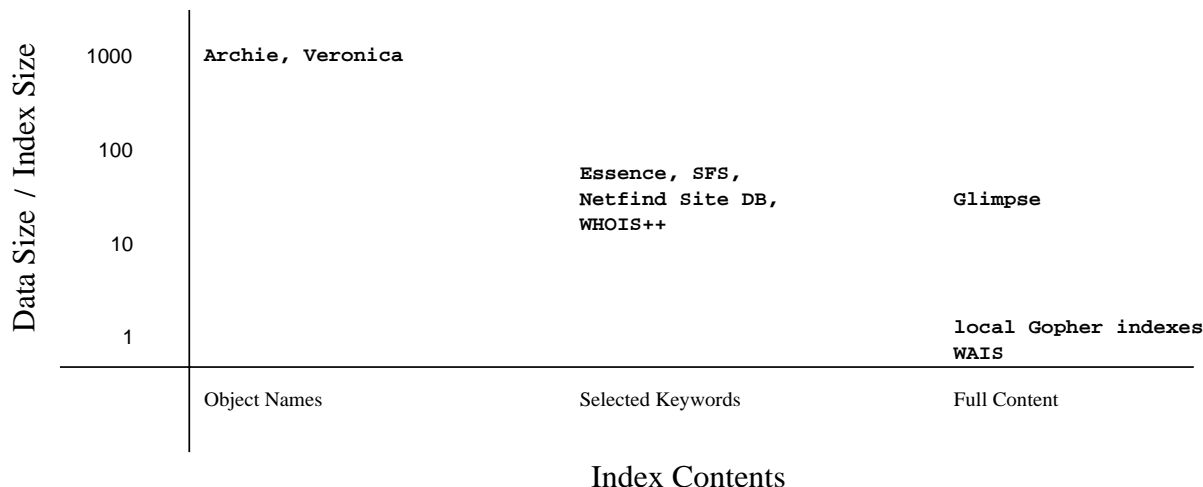 Data Size / Index Size
1000
Archie, Veronica
100
Essence, SFS,
Netfind Site DB,
WHOIS++
Glimpse
10
1
local Gopher indexes
WAIS
Object Names
Selected Keywords
Full Content
Index Contents